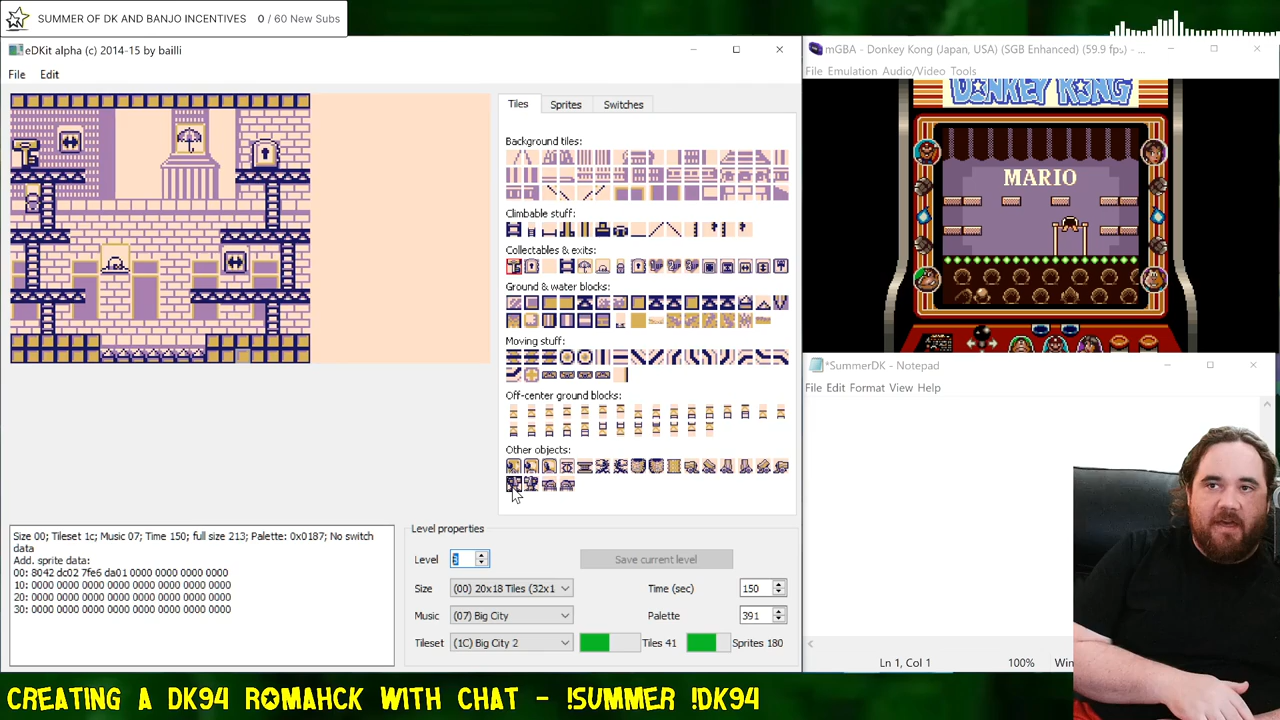 SUMMER OF DK AND BANJO INCENTIVES 0 / 60 New Subs
eDKit alpha (c) 2014-15 by bailli
File Edit
Tiles Sprites Switches
Background tiles:
Climbable stuff:
Collectables & exits:
Ground & water blocks:
Moving stuff:
Off-center ground blocks:
Other objects:
Size 00; Tileset 1c; Music 07; Time 150; full size 213; Palette: 0x0187; No switch
data
Add. sprite data:
00: 8042 dc02 7fe6 da01 0000 0000 0000 0000
10: 0000 0000 0000 0000 0000 0000 0000 0000
20: 0000 0000 0000 0000 0000 0000 0000 0000
30: 0000 0000 0000 0000 0000 0000 0000 0000
Level properties
Level 3 Save current level
Size (00) 20x18 Tiles (32x1 Time (sec) 150
Music (07) Big City Palette 391
Tileset (1C) Big City 2 Tiles 41 Sprites 180
mGBA - Donkey Kong (Japan, USA) (SGB Enhanced) (59.9 fps) - ...
File Emulation Audio/Video Tools
DONKEY KONG
MARIO
*SummerDK - Notepad
File Edit Format View Help
Ln 1, Col 1 100% Win
CREATING A DK94 ROMAHCK WITH CHAT - !SUMMER !DK94